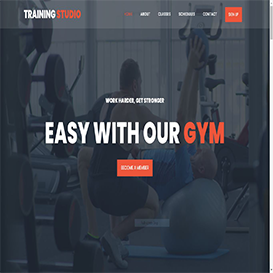 TRAINING STUDIO
HOME ABOUT CLASSES SCHEDULES CONTACT SIGN UP
WORK HARDER, GET STRONGER
EASY WITH OUR GYM
BECOME A MEMBER